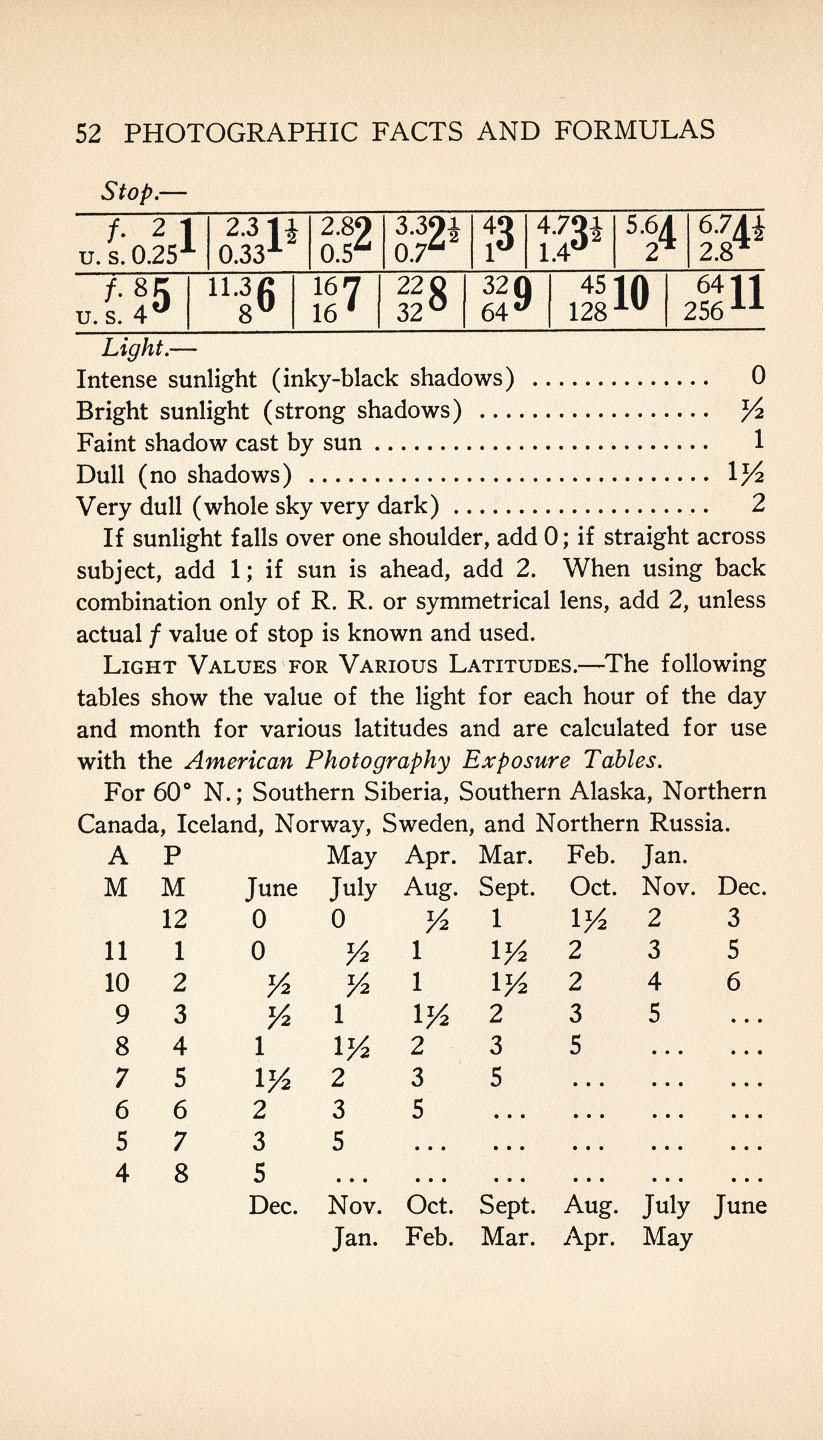 52 PHOTOGRAPHIC FACTS AND FORMULAS
Stop.—
f. 2 1 | 2.3 1½ | 2.8 2 | 3.3 2½ | 4 3 | 4.7 3½ | 5.6 4 | 6.7 4½
U. S. 0.25 | 0.33 | 0.5 | 0.7 | 1 | 1.4 | 2 | 2.8
f. 8 5 | 11.3 6 | 16 7 | 22 8 | 32 9 | 45 10 | 64 11
U. S. 4 | 8 | 16 | 32 | 64 | 128 | 256
Light.—
Intense sunlight (inky-black shadows) .............. 0
Bright sunlight (strong shadows) .................. ½
Faint shadow cast by sun .......................... 1
Dull (no shadows) ............................... 1½
Very dull (whole sky very dark) .................... 2
If sunlight falls over one shoulder, add 0; if straight across
subject, add 1; if sun is ahead, add 2. When using back
combination only of R. R. or symmetrical lens, add 2, unless
actual f value of stop is known and used.
LIGHT VALUES FOR VARIOUS LATITUDES.—The following
tables show the value of the light for each hour of the day
and month for various latitudes and are calculated for use
with the American Photography Exposure Tables.
For 60° N.; Southern Siberia, Southern Alaska, Northern
Canada, Iceland, Norway, Sweden, and Northern Russia.
A P May Apr. Mar. Feb. Jan.
M M June July Aug. Sept. Oct. Nov. Dec.
12 0 0 ½ 1 1½ 2 3
11 1 0 ½ 1 1½ 2 3 5
10 2 ½ ½ 1 1½ 2 4 6
9 3 ½ 1 1½ 2 3 5 ...
8 4 1 1½ 2 3 5 ... ...
7 5 1½ 2 3 5 ... ... ...
6 6 2 3 5 ... ... ... ...
5 7 3 5 ... ... ... ... ...
4 8 5 ... ... ... ... ... ...
Dec. Nov. Oct. Sept. Aug. July June
Jan. Feb. Mar. Apr. May